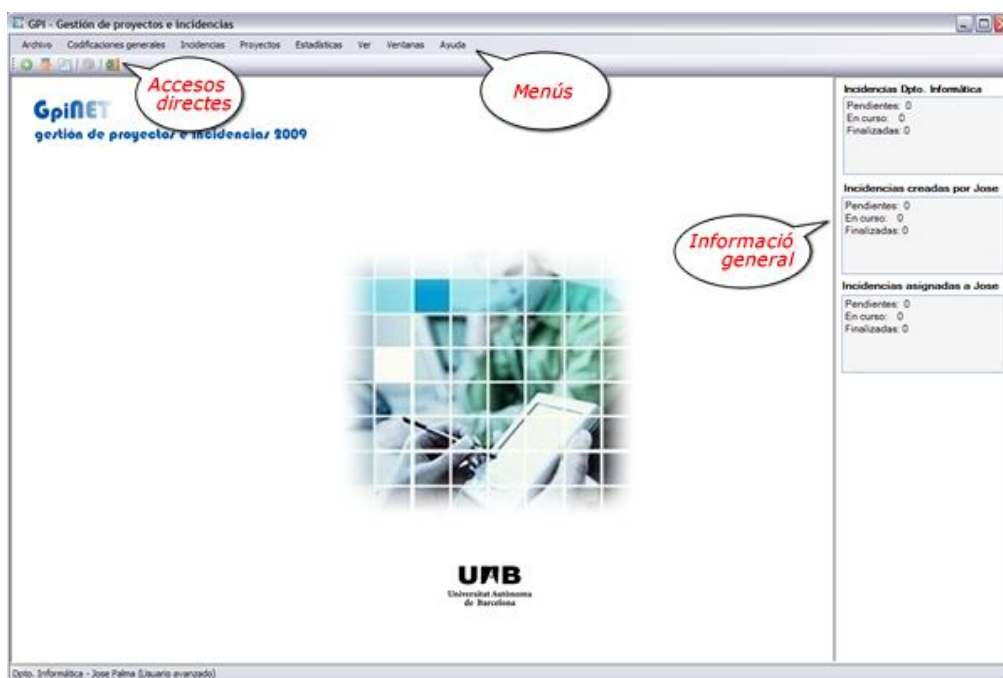 GPI - Gestión de proyectos e incidencias
Archivo Codificaciones generales Incidencias Proyectos Estadísticas Ver Ventanas Ayuda
Accesos
directes
Menús
GpiNET
gestión de proyectos e incidencias 2009
Incidencias Dpto. Informática
Pendientes: 0
En curso: 0
Finalizadas: 0
Incidencias creadas por Jose
Pendientes: 0
En curso: 0
Finalizadas: 0
Informació
general
Incidencias asignadas a Jose
Pendientes: 0
En curso: 0
Finalizadas: 0
UAB
Universitat Autònoma
de Barcelona
Dpto. Informática - Jose Palma (Usuario avanzado)